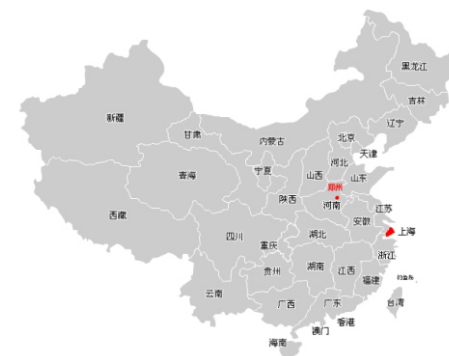 黑龙江
吉林
辽宁
新疆
甘肃
内蒙古
北京
天津
河北
山西
山东
宁夏
青海
陕西
郑州
河南
江苏
安徽
上海
西藏
四川
重庆
湖北
浙江
贵州
湖南
江西
福建
钓鱼岛
云南
广西
广东
台湾
香港
澳门
海南